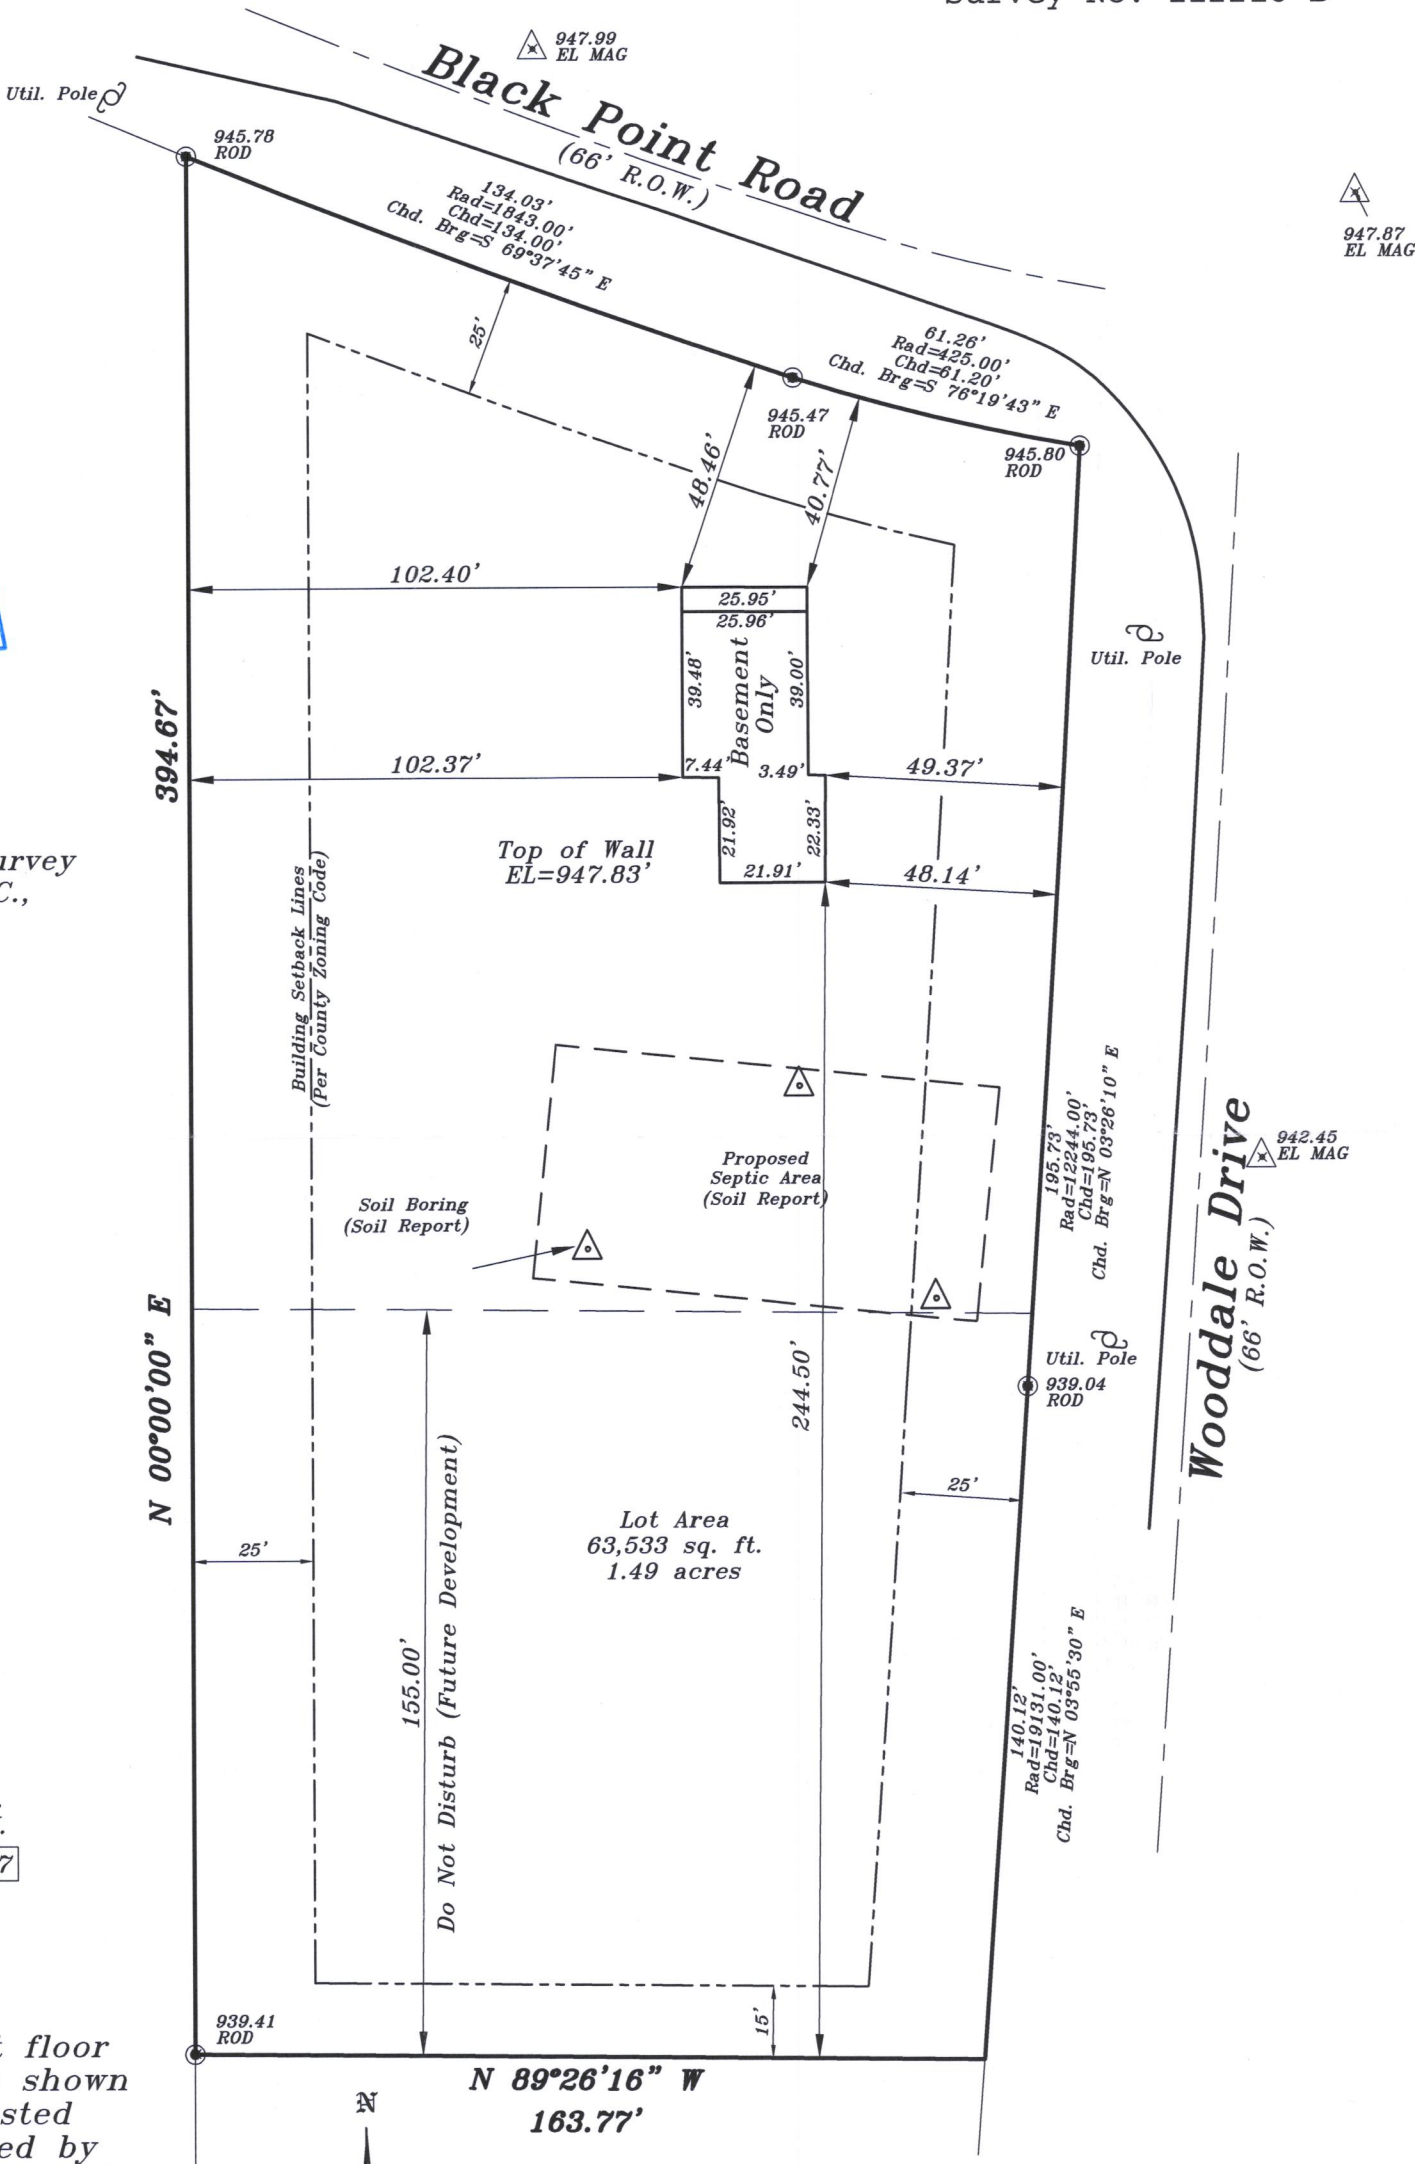 947.99
EL MAG
Util. Pole
Black Point Road
(66' R.O.W.)
945.78
ROD
947.87
EL MAG
134.03'
Rad=1843.00'
Chd=134.00'
Chd. Brg=S 69°37'45" E
25'
61.26'
Rad=425.00'
Chd=61.20'
Chd. Brg=S 76°19'43" E
945.47
ROD
945.80
ROD
48.46'
40.77'
102.40'
25.95'
25.96'
39.48'
Basement
Only
39.00'
Util. Pole
394.67'
102.37'
7.44'
3.49'
49.37'
21.92'
22.33'
Top of Wall
EL=947.83'
21.91'
48.14'
C.,
Building Setback Lines
(Per County Zoning Code)
195.73'
Rad=12244.00'
Chd=195.73'
Chd. Brg=N 03°26'10" E
Wooddale Drive
(66' R.O.W.)
942.45
EL MAG
Proposed
Septic Area
(Soil Report)
Soil Boring
(Soil Report)
N 00°00'00" E
Util. Pole
939.04
ROD
244.50'
25'
25'
Lot Area
63,533 sq. ft.
1.49 acres
155.00'
Do Not Disturb (Future Development)
140.12'
Rad=19131.00'
Chd=140.12'
Chd. Brg=N 03°55'30" E
7
15'
939.41
ROD
floor
shown
N 89°26'16" W
163.77'
N
by